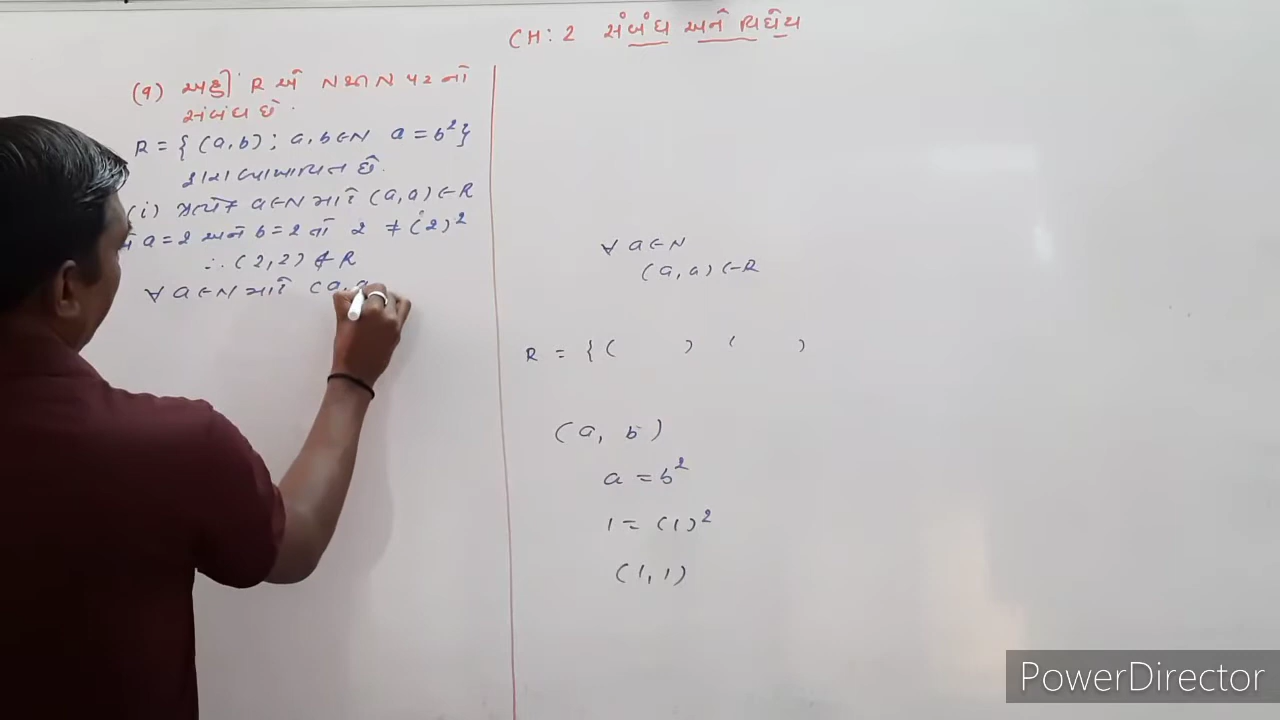 CH: 2 સંબંધ અને વિધેય
(૧) અહીં R એ N થી N પરનો
સંબંધ છે.
R = { (a,b) ; a, b ∈ N a = b² }
દ્વારા વ્યાખ્યાયિત છે.
(i) પ્રત્યેક a ∈ N માટે (a,a) ∈ R
a = 2 અને b = 2 તો 2 ≠ (2)²
∴ (2,2) ∉ R
∀ a ∈ N માટે (a, a
∀ a ∈ N
(a, a) ∈ R
R = { (      ) (      )
(a, b)
a = b²
1 = (1)²
(1, 1)
PowerDirector